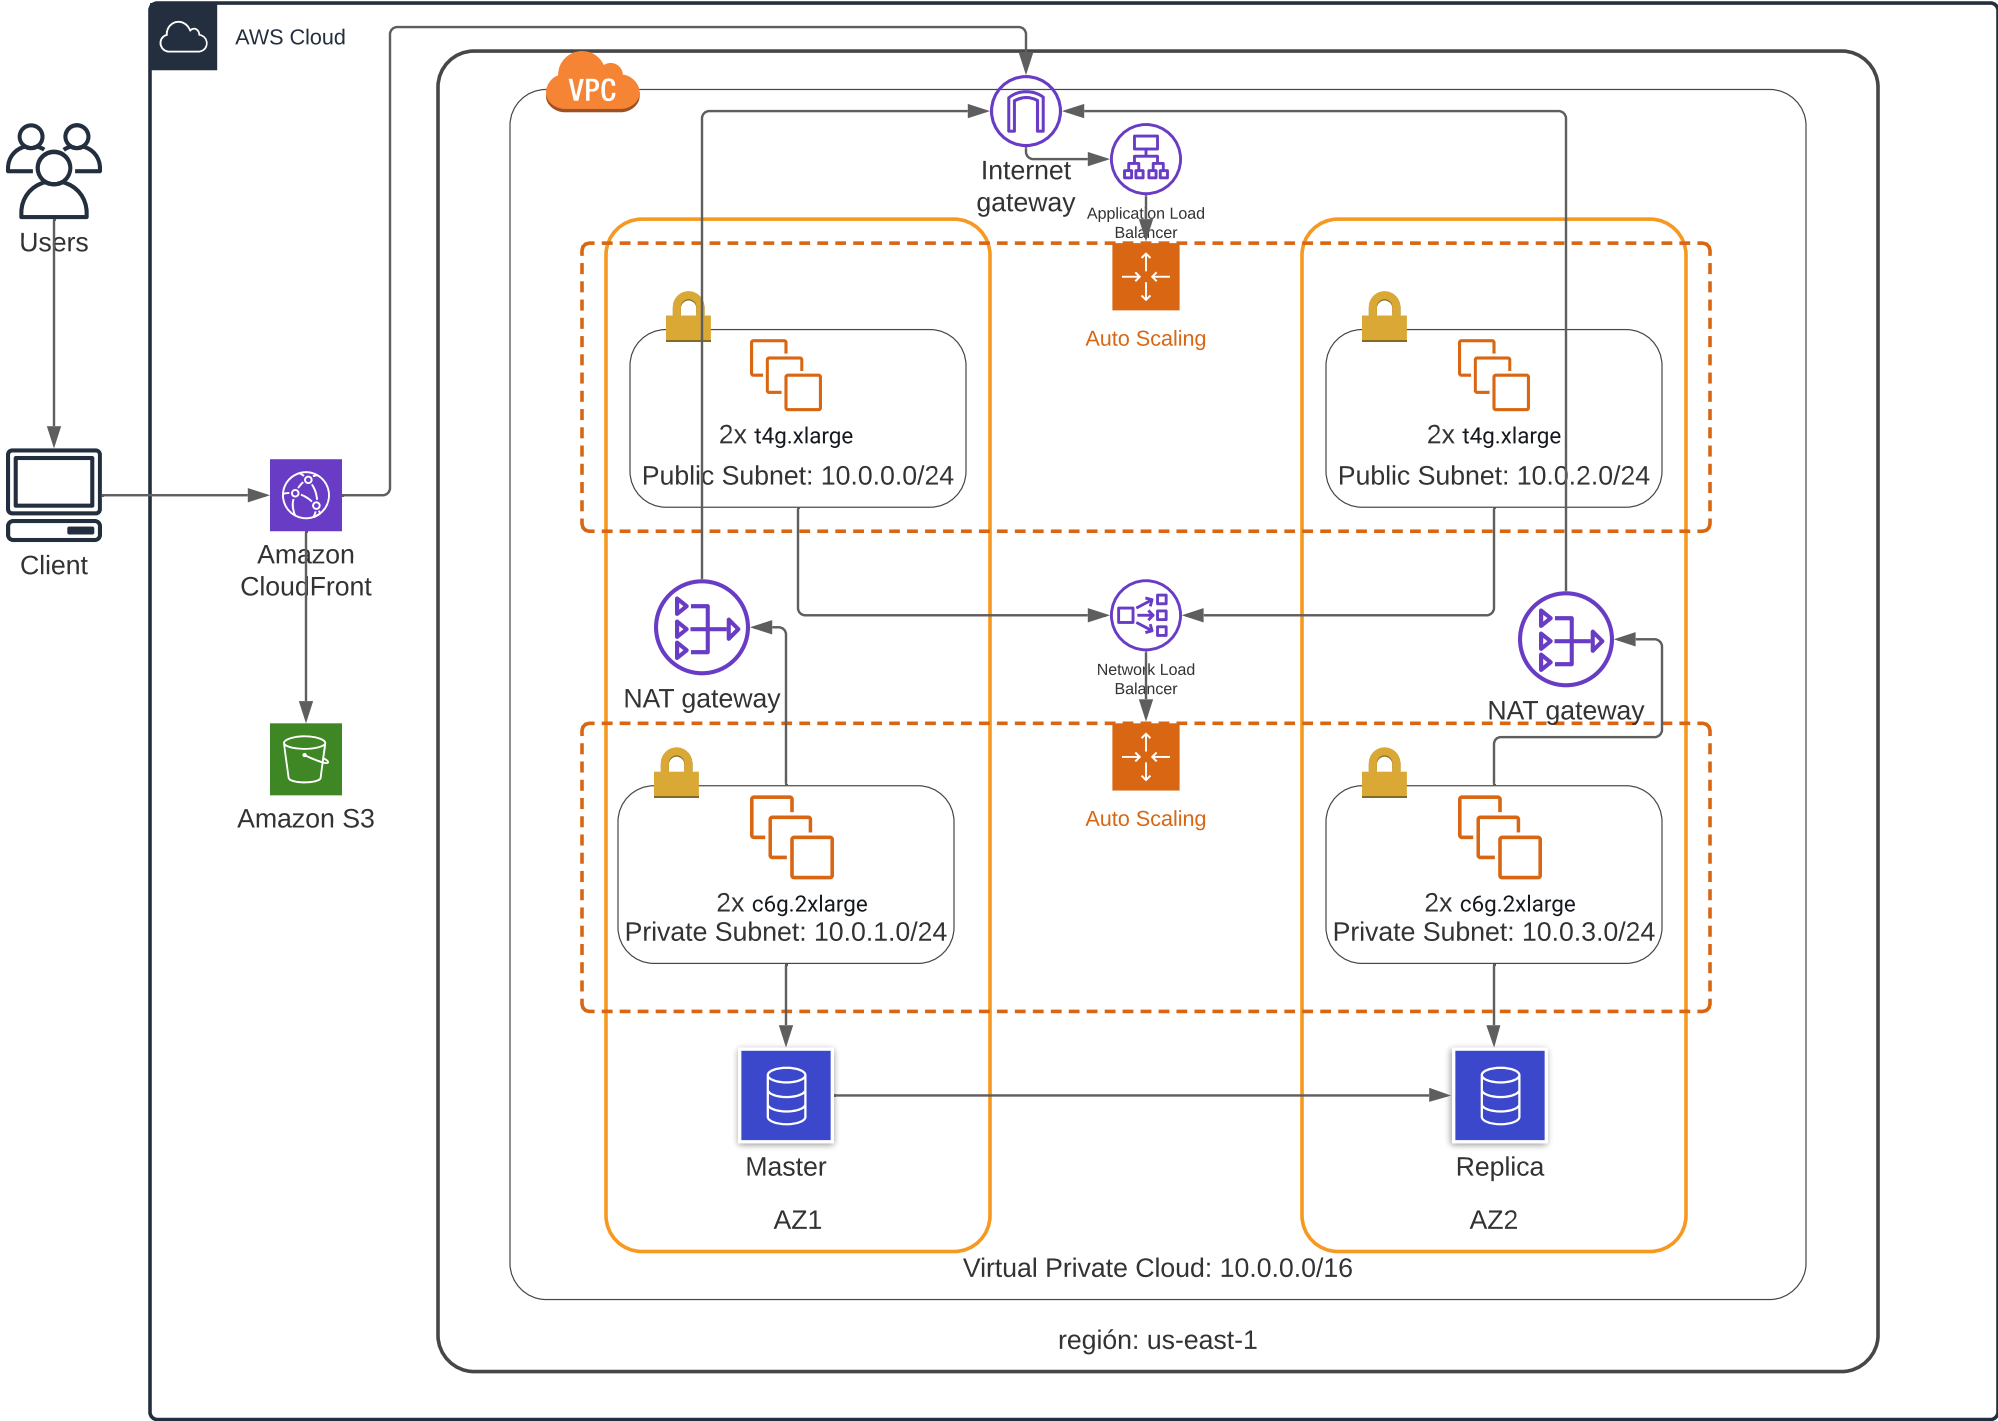 AWS Cloud
VPC
Users
Internet
gateway
Application Load
Balancer
Auto Scaling
2x t4g.xlarge
Public Subnet: 10.0.0.0/24
2x t4g.xlarge
Public Subnet: 10.0.2.0/24
Client
Amazon
CloudFront
NAT gateway
Network Load
Balancer
NAT gateway
Amazon S3
Auto Scaling
2x c6g.2xlarge
Private Subnet: 10.0.1.0/24
2x c6g.2xlarge
Private Subnet: 10.0.3.0/24
Master
Replica
AZ1
AZ2
Virtual Private Cloud: 10.0.0.0/16
región: us-east-1